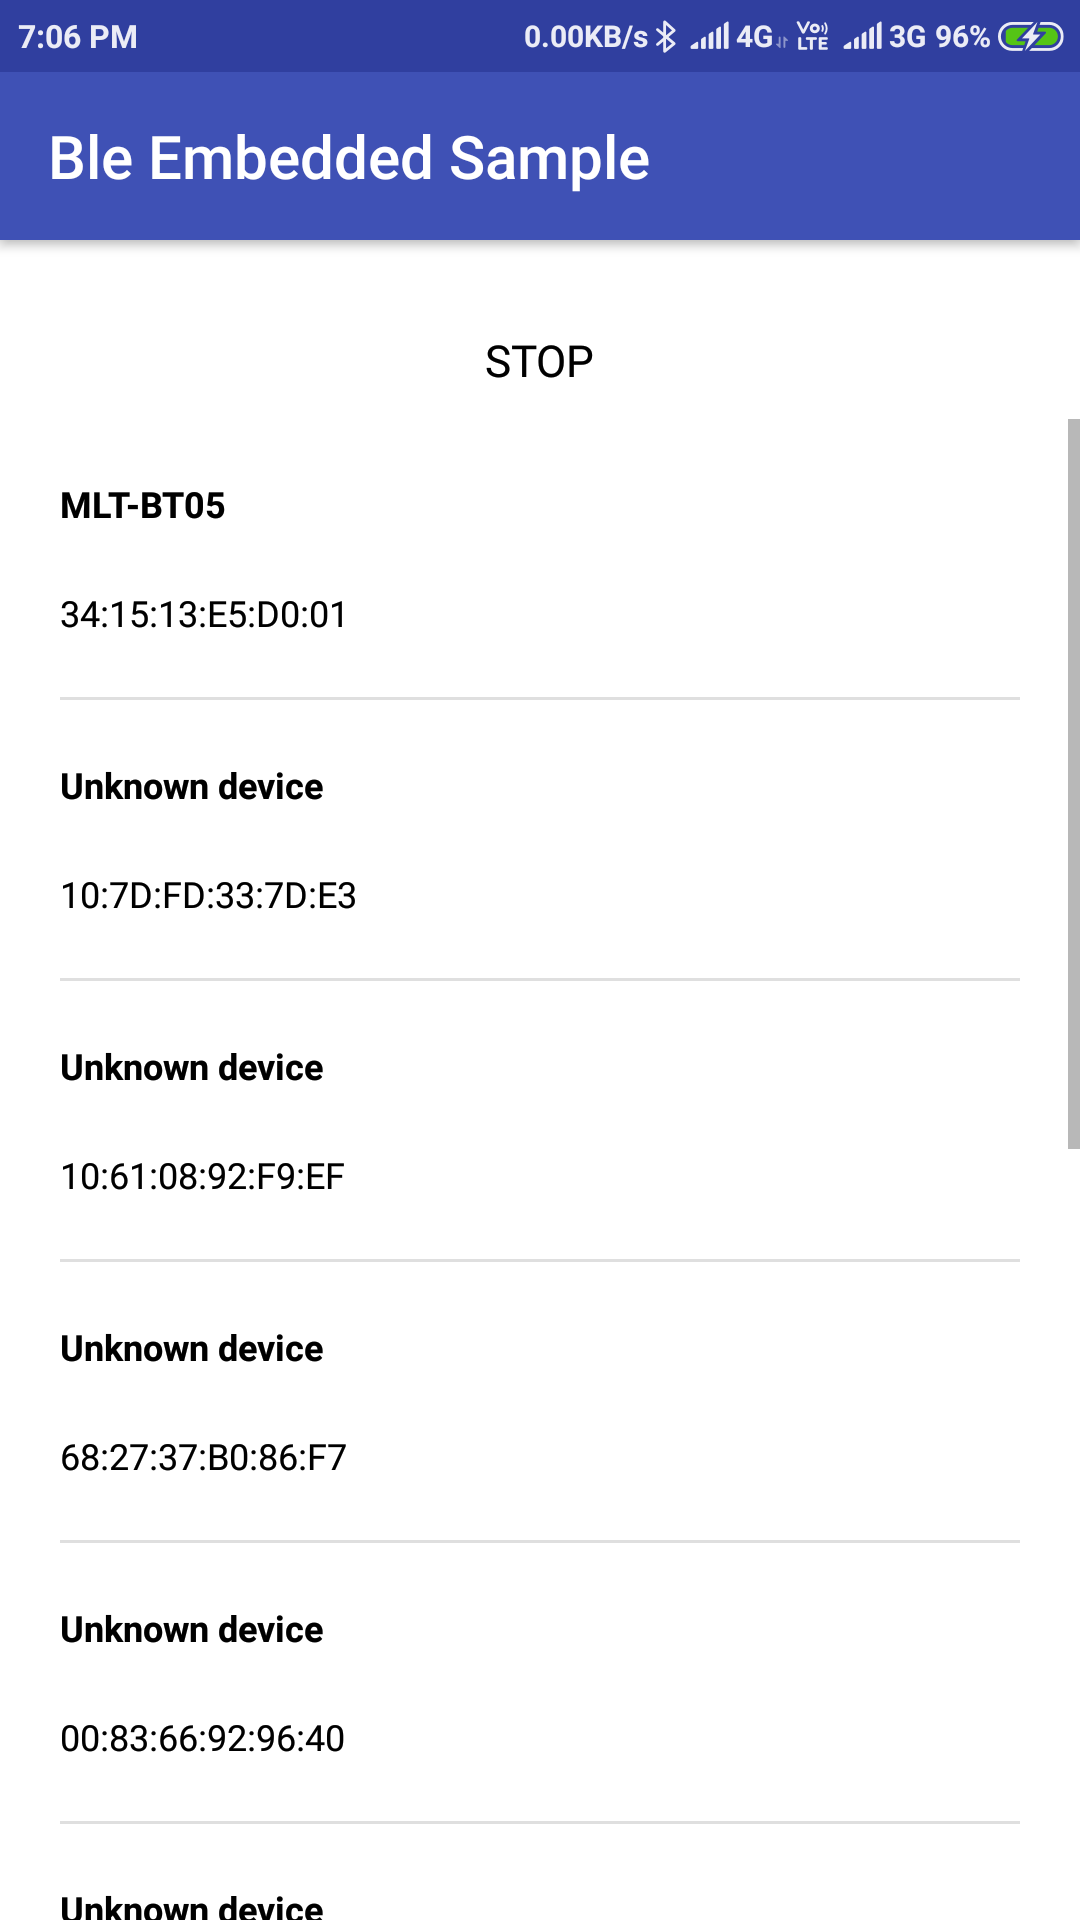 7:06 PM 0.00KB/s 4G VoLTE 3G 96%
Ble Embedded Sample
STOP
MLT-BT05
34:15:13:E5:D0:01
Unknown device
10:7D:FD:33:7D:E3
Unknown device
10:61:08:92:F9:EF
Unknown device
68:27:37:B0:86:F7
Unknown device
00:83:66:92:96:40
Unknown device